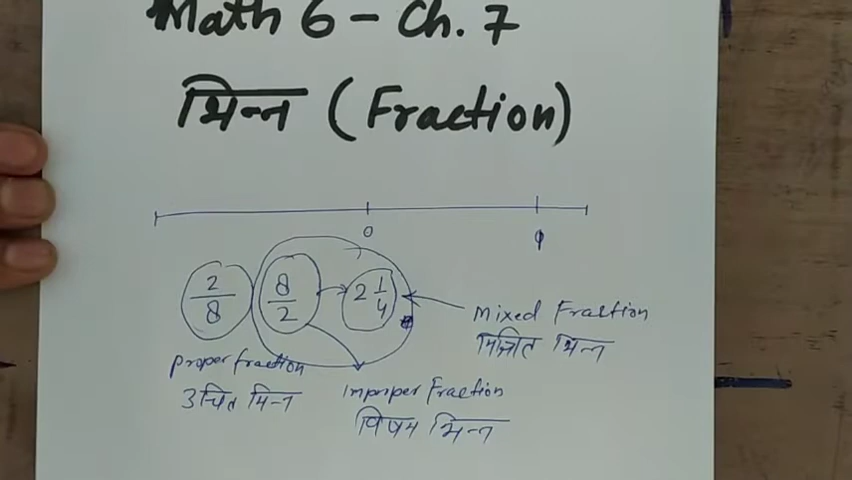 Math 6 - Ch. 7
भिन्न (Fraction)
0 1
2/8 8/2 2 1/4
Mixed Fraction
मिश्रित भिन्न
Proper fraction
उचित भिन्न
Improper Fraction
विषम भिन्न